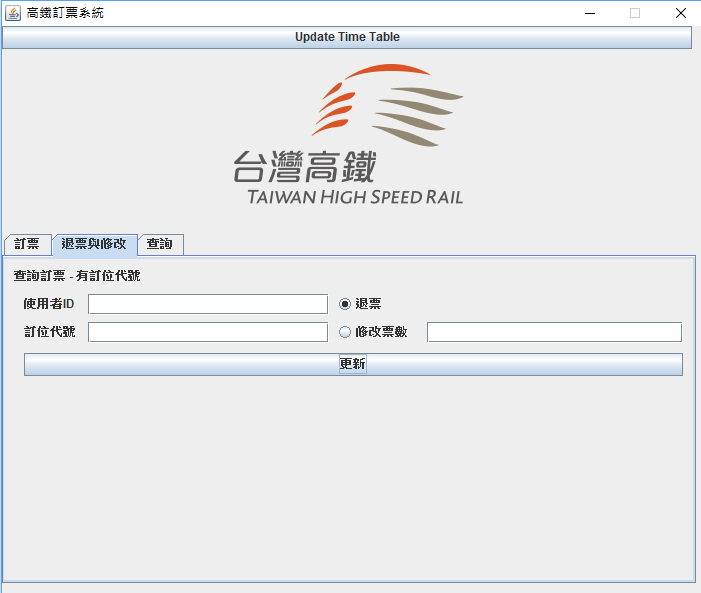 高鐵訂票系統
Update Time Table
台灣高鐵
TAIWAN HIGH SPEED RAIL
訂票 退票與修改 查詢
查詢訂票 - 有訂位代號
使用者ID 退票
訂位代號 修改票數
更新